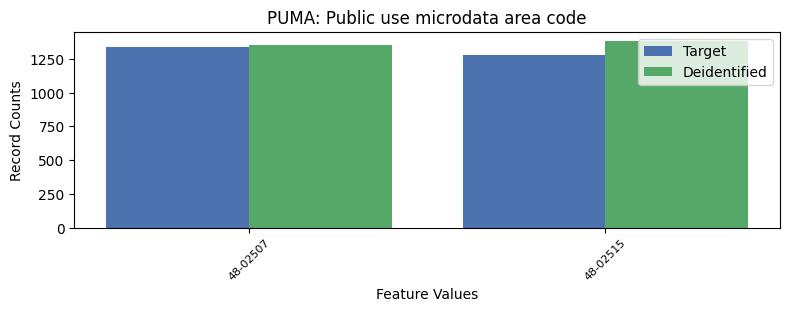 PUMA: Public use microdata area code
Record Counts
1250
1000
750
500
250
0
Target
Deidentified
48-02507
48-02515
Feature Values